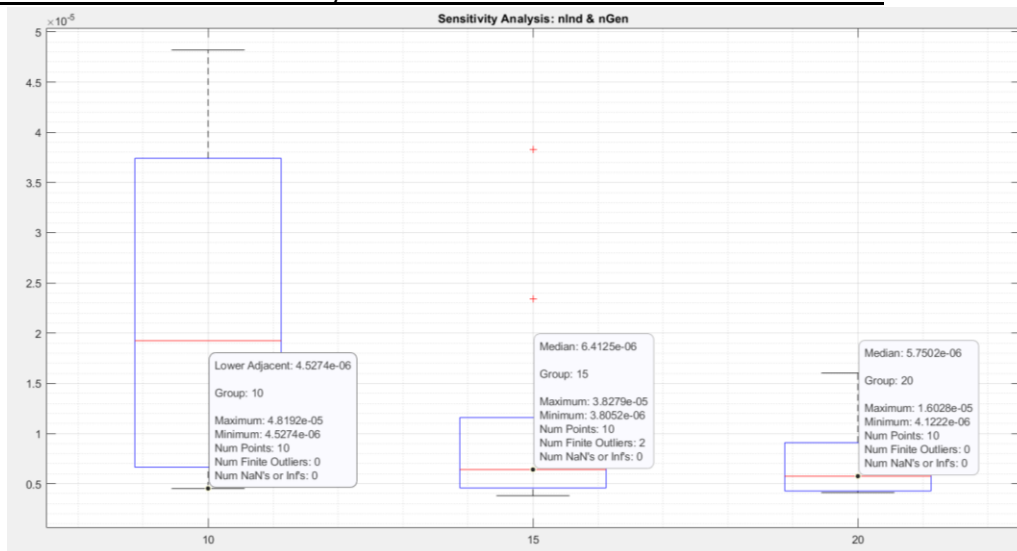 Sensitivity Analysis: nInd & nGen
×10⁻⁵
5
4.5
4
3.5
3
2.5
2
1.5
1
0.5
Lower Adjacent: 4.5274e-06
Group: 10
Maximum: 4.8192e-05
Minimum: 4.5274e-06
Num Points: 10
Num Finite Outliers: 0
Num NaN's or Inf's: 0
Median: 6.4125e-06
Group: 15
Maximum: 3.8279e-05
Minimum: 3.8052e-06
Num Points: 10
Num Finite Outliers: 2
Num NaN's or Inf's: 0
Median: 5.7502e-06
Group: 20
Maximum: 1.6028e-05
Minimum: 4.1222e-06
Num Points: 10
Num Finite Outliers: 0
Num NaN's or Inf's: 0
10
15
20